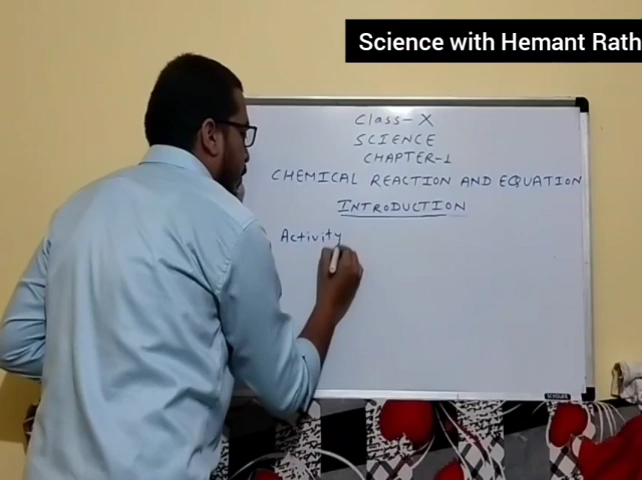 Science with Hemant Rath
Class-X
SCIENCE
CHAPTER-1
CHEMICAL REACTION AND EQUATION
INTRODUCTION
Activity